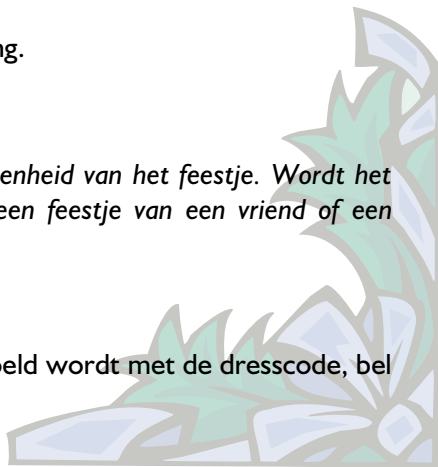 ng.
enheid van het feestje. Wordt het
een feestje van een vriend of een
eld wordt met de dresscode, bel